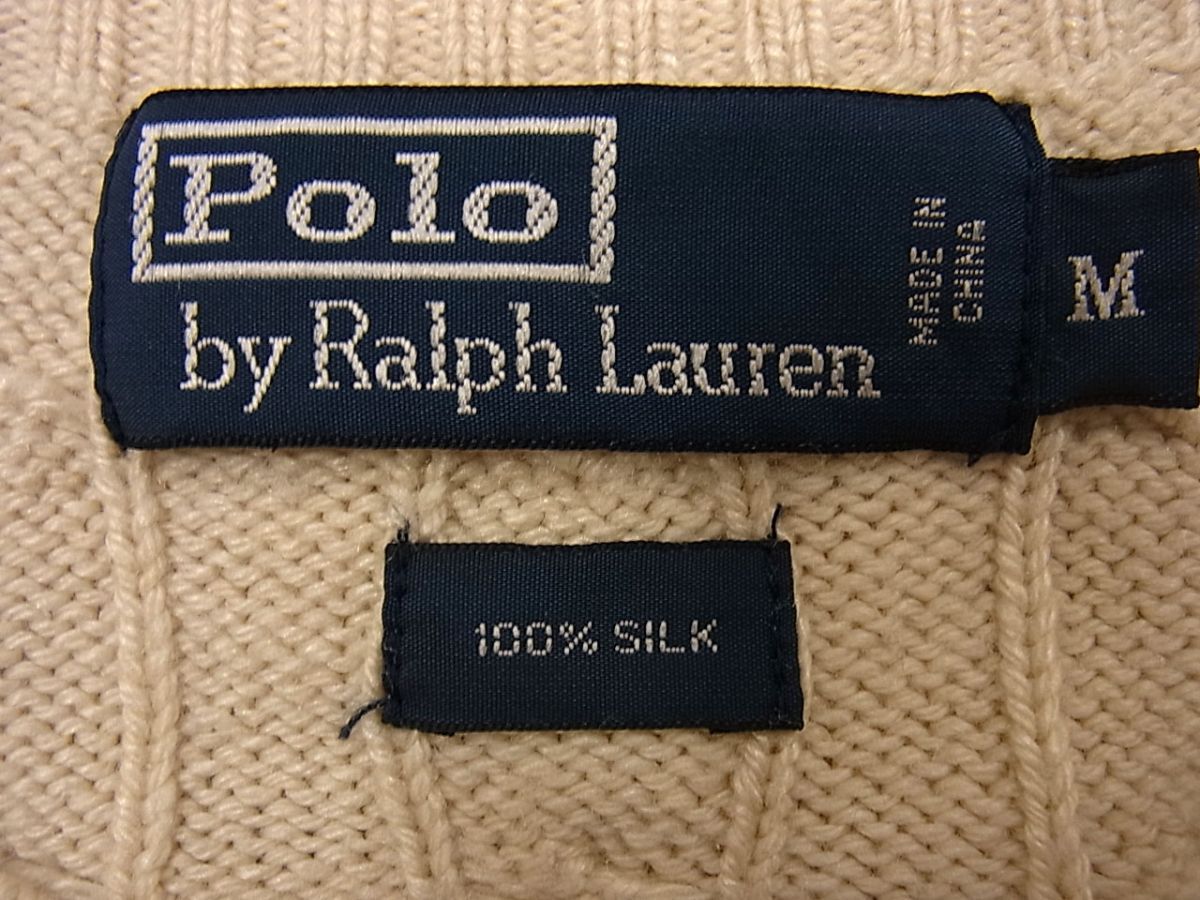 Polo
by Ralph Lauren
MADE IN
CHINA
M
100% SILK